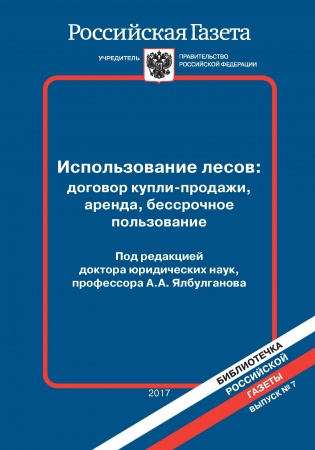 Российская Газета
УЧРЕДИТЕЛЬ
ПРАВИТЕЛЬСТВО
РОССИЙСКОЙ ФЕДЕРАЦИИ
Использование лесов:
договор купли-продажи,
аренда, бессрочное
пользование
Под редакцией
доктора юридических наук,
профессора А.А. Ялбулганова
БИБЛИОТЕЧКА
РОССИЙСКОЙ
ГАЗЕТЫ
ВЫПУСК № 7
2017